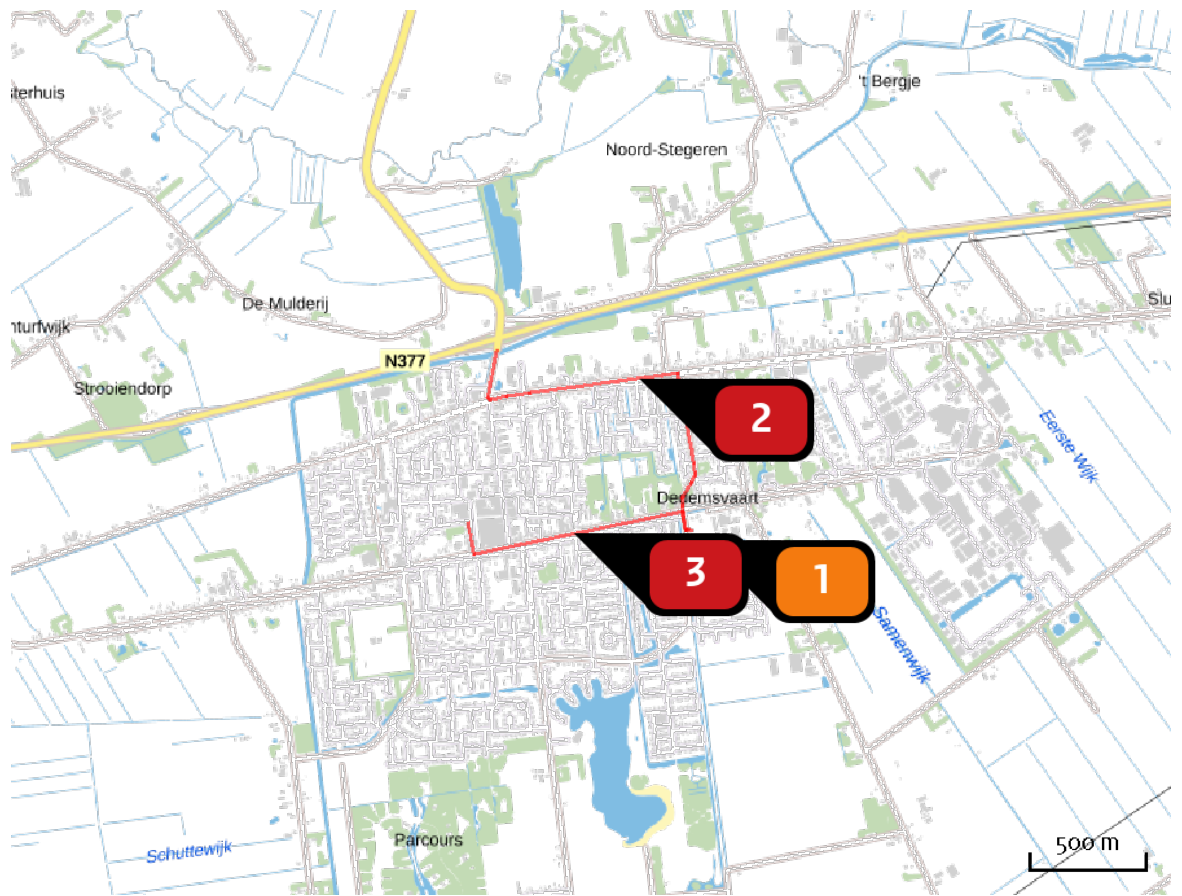 't Bergje
sterhuis
Noord-Stegeren
De Mulderij
Slu
nturfwijk
N377
Strooiendorp
2
Eerste Wijk
Dedemsvaart
3
1
Samenwijk
500 m
Parcours
Schuttewijk